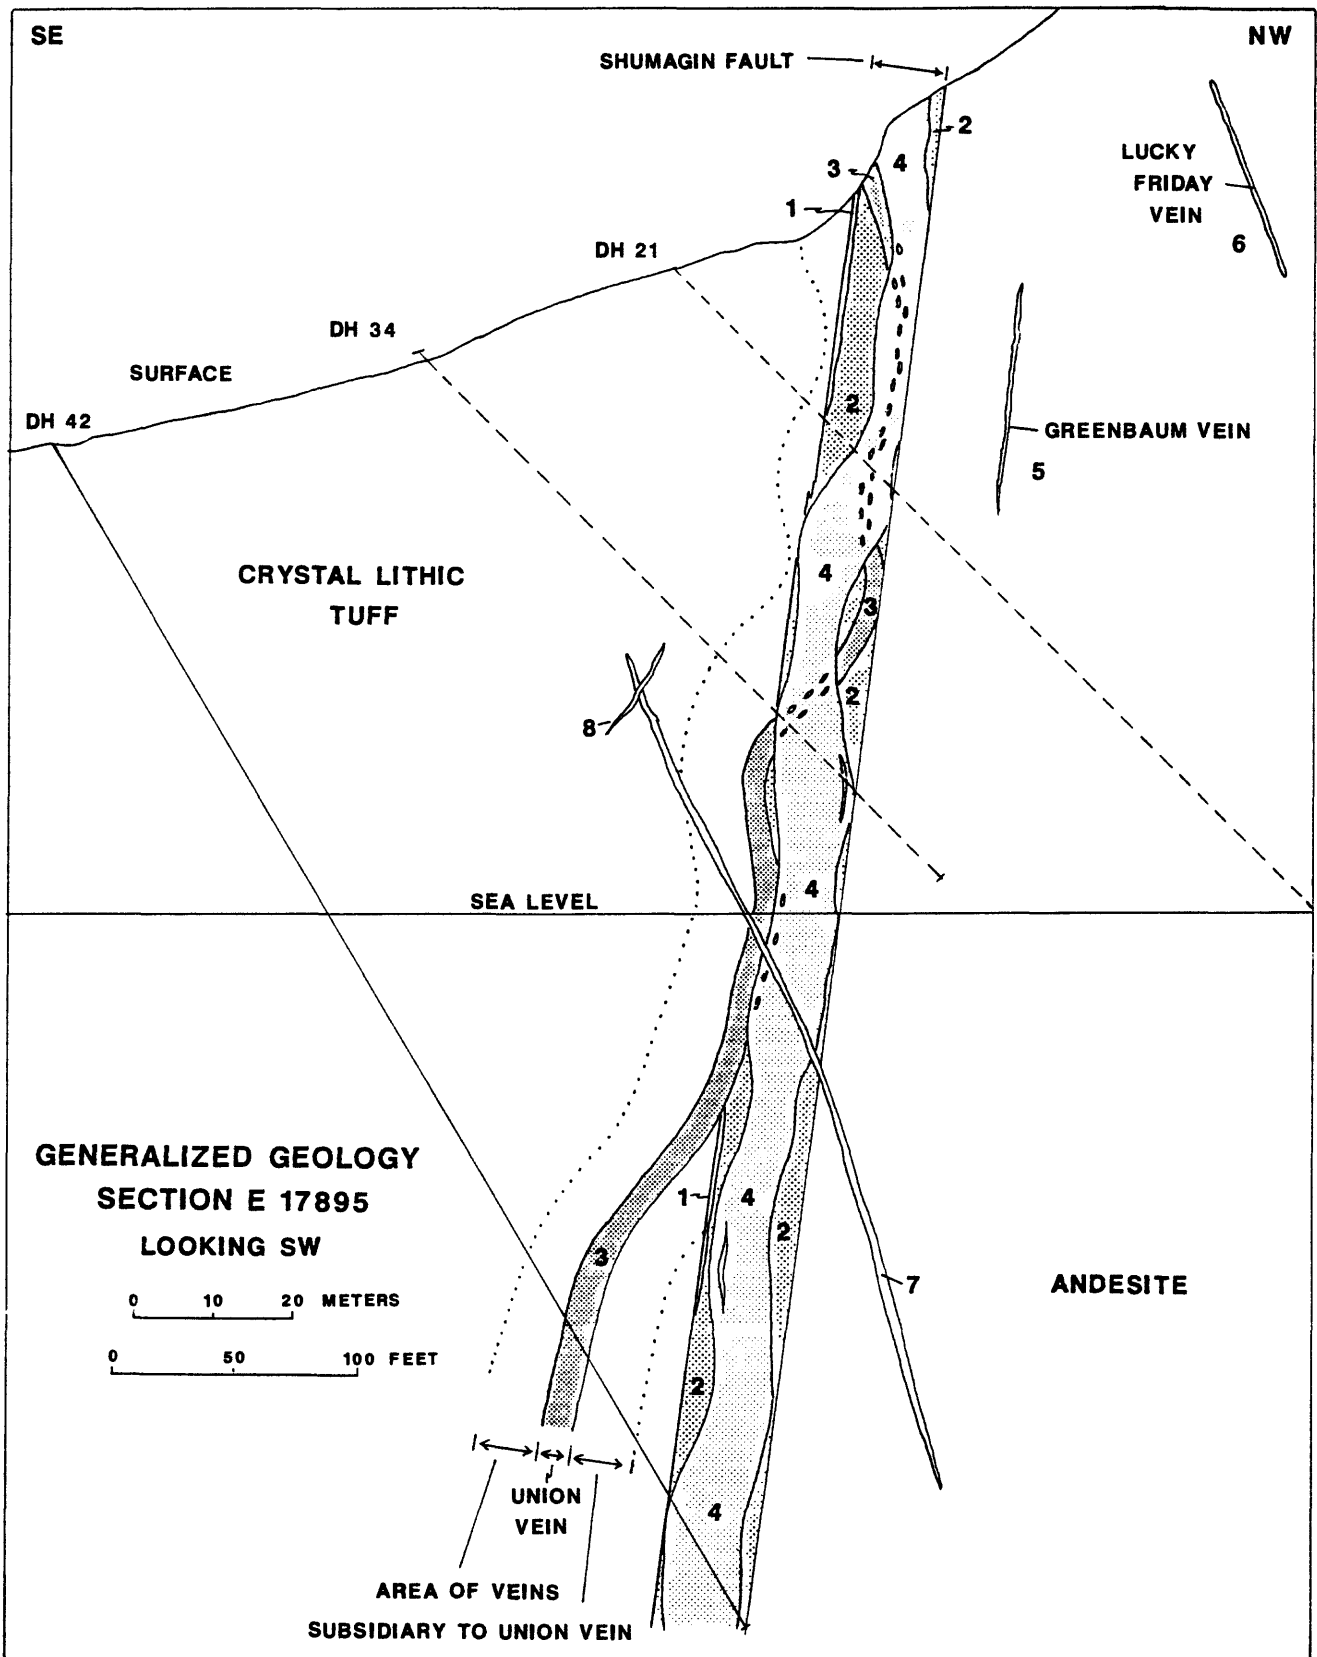 SE
NW
SHUMAGIN FAULT
2
LUCKY
FRIDAY
VEIN
6
4
3
1
DH 21
DH 34
SURFACE
DH 42
2
GREENBAUM VEIN
5
CRYSTAL LITHIC
TUFF
4
3
2
8
4
SEA LEVEL
GENERALIZED GEOLOGY
SECTION E 17895
LOOKING SW
0 10 20 METERS
0 50 100 FEET
1
4
2
3
7
ANDESITE
2
UNION
VEIN
4
AREA OF VEINS
SUBSIDIARY TO UNION VEIN